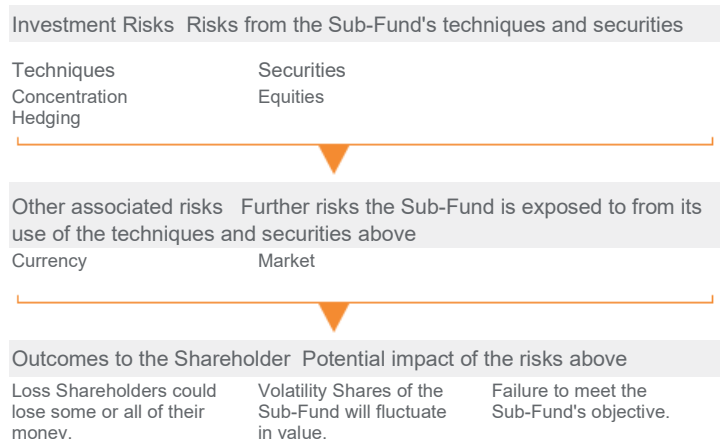 Investment Risks Risks from the Sub-Fund's techniques and securities
Techniques
Concentration
Hedging
Securities
Equities
Other associated risks Further risks the Sub-Fund is exposed to from its
use of the techniques and securities above
Currency
Market
Outcomes to the Shareholder Potential impact of the risks above
Loss Shareholders could
lose some or all of their
money.
Volatility Shares of the
Sub-Fund will fluctuate
in value.
Failure to meet the
Sub-Fund's objective.